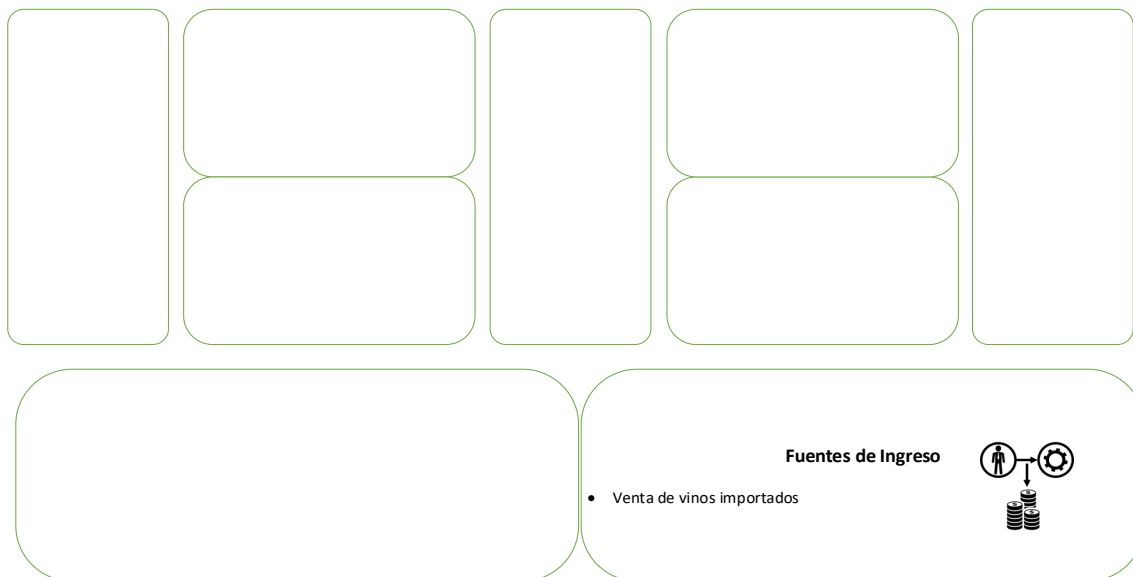 Fuentes de Ingreso
• Venta de vinos importados